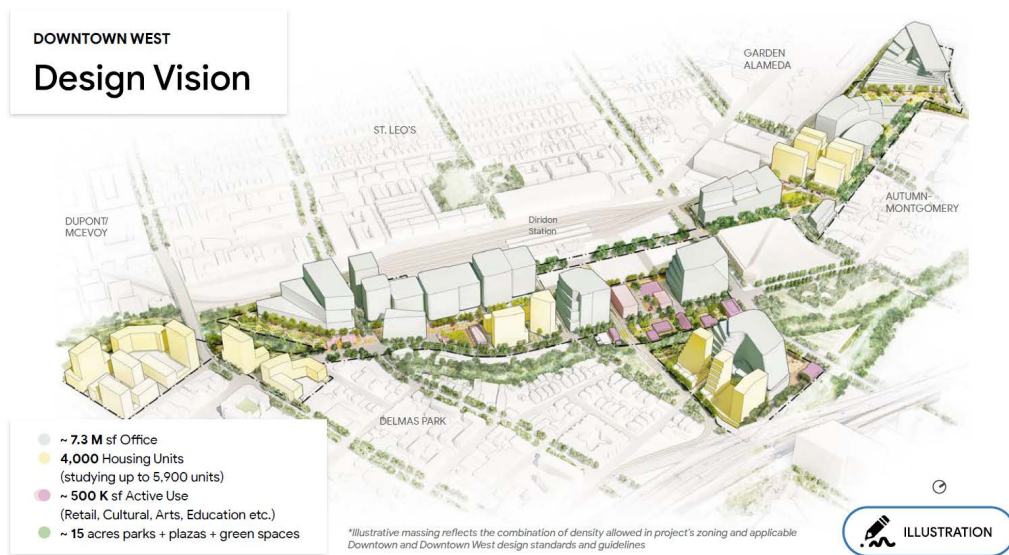 DOWNTOWN WEST
Design Vision
GARDEN
ALAMEDA
ST. LEO'S
AUTUMN-
MONTGOMERY
DUPONT/
MCEVOY
Diridon
Station
DELMAS PARK
~ 7.3 M sf Office
4,000 Housing Units
(studying up to 5,900 units)
~ 500 K sf Active Use
(Retail, Cultural, Arts, Education etc.)
~ 15 acres parks + plazas + green spaces
*Illustrative massing reflects the combination of density allowed in project's zoning and applicable
Downtown and Downtown West design standards and guidelines
ILLUSTRATION